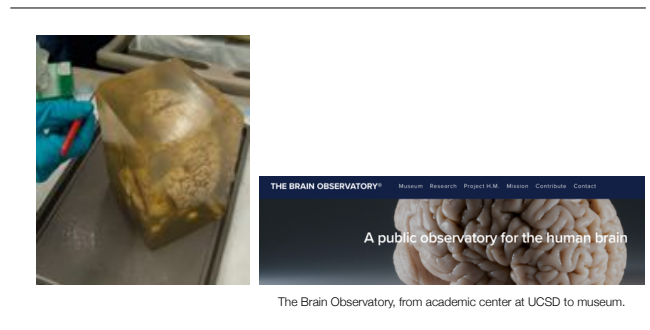 THE BRAIN OBSERVATORY® Museum Research Project H.M. Mission Contribute Contact
A public observatory for the human brain
The Brain Observatory, from academic center at UCSD to museum.